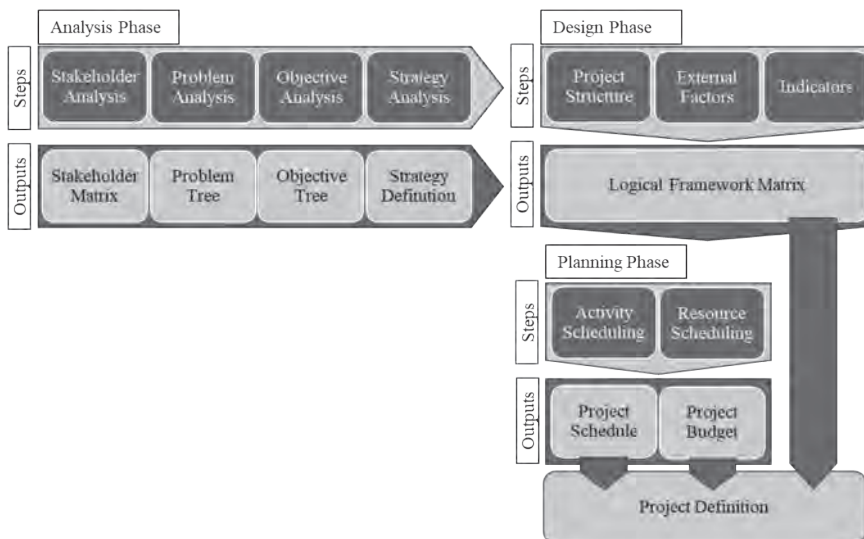 Analysis Phase
Steps
Stakeholder
Analysis
Problem
Analysis
Objective
Analysis
Strategy
Analysis
Outputs
Stakeholder
Matrix
Problem
Tree
Objective
Tree
Strategy
Definition
Design Phase
Steps
Project
Structure
External
Factors
Indicators
Outputs
Logical Framework Matrix
Planning Phase
Steps
Activity
Scheduling
Resource
Scheduling
Outputs
Project
Schedule
Project
Budget
Project Definition